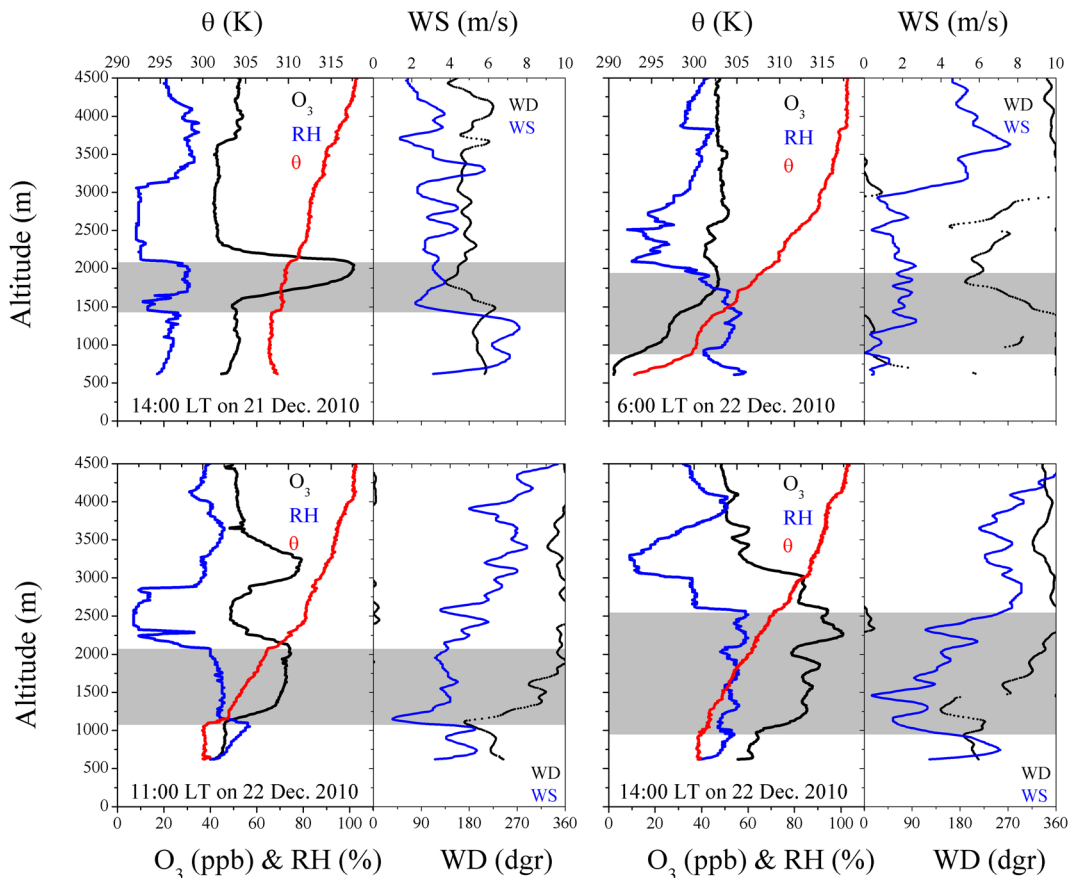 θ (K) WS (m/s) θ (K) WS (m/s)
290 295 300 305 310 315 0 2 4 6 8 10 290 295 300 305 310 315 0 2 4 6 8 10
Altitude (m)
4500
4000
3500
3000
2500
2000
1500
1000
500
0
O3
RH
θ
WD
WS
14:00 LT on 21 Dec. 2010
O3
RH
θ
WD
WS
6:00 LT on 22 Dec. 2010
Altitude (m)
4500
4000
3500
3000
2500
2000
1500
1000
500
0
O3
RH
θ
WD
WS
11:00 LT on 22 Dec. 2010
O3
RH
θ
WD
WS
14:00 LT on 22 Dec. 2010
0 20 40 60 80 100 0 90 180 270 360 0 20 40 60 80 100 0 90 180 270 360
O3 (ppb) & RH (%) WD (dgr) O3 (ppb) & RH (%) WD (dgr)